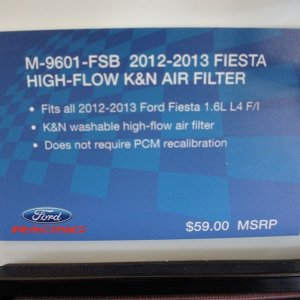 M-9601-FSB 2012-2013 FIESTA
HIGH-FLOW K&N AIR FILTER
• Fits all 2012-2013 Ford Fiesta 1.6L L4 F/I
• K&N washable high-flow air filter
• Does not require PCM recalibration
Ford
PERFORMANCE
$59.00 MSRP